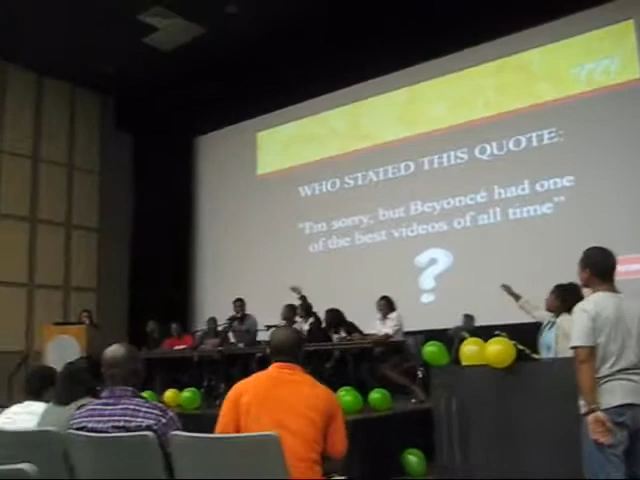 ???
WHO STATED THIS QUOTE:
"I'm sorry, but Beyoncé had one
of the best videos of all time"
?